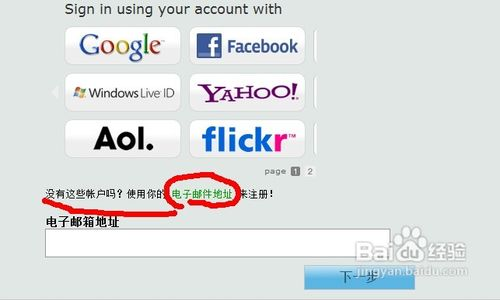 Sign in using your account with
Google Facebook
Windows Live ID YAHOO!
Aol. flickr
page 1 2
没有这些帐户吗？使用你的 电子邮件地址 来注册！
电子邮箱地址
下一步
Bai du 经验
jingyan.baidu.com